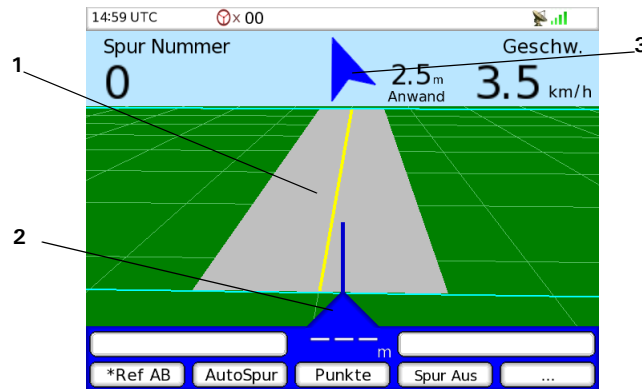 14:59 UTC × 00
Spur Nummer
0
2.5 m
Anwand
Geschw.
3.5 km/h
1
2
3
— — — m
*Ref AB
AutoSpur
Punkte
Spur Aus
...